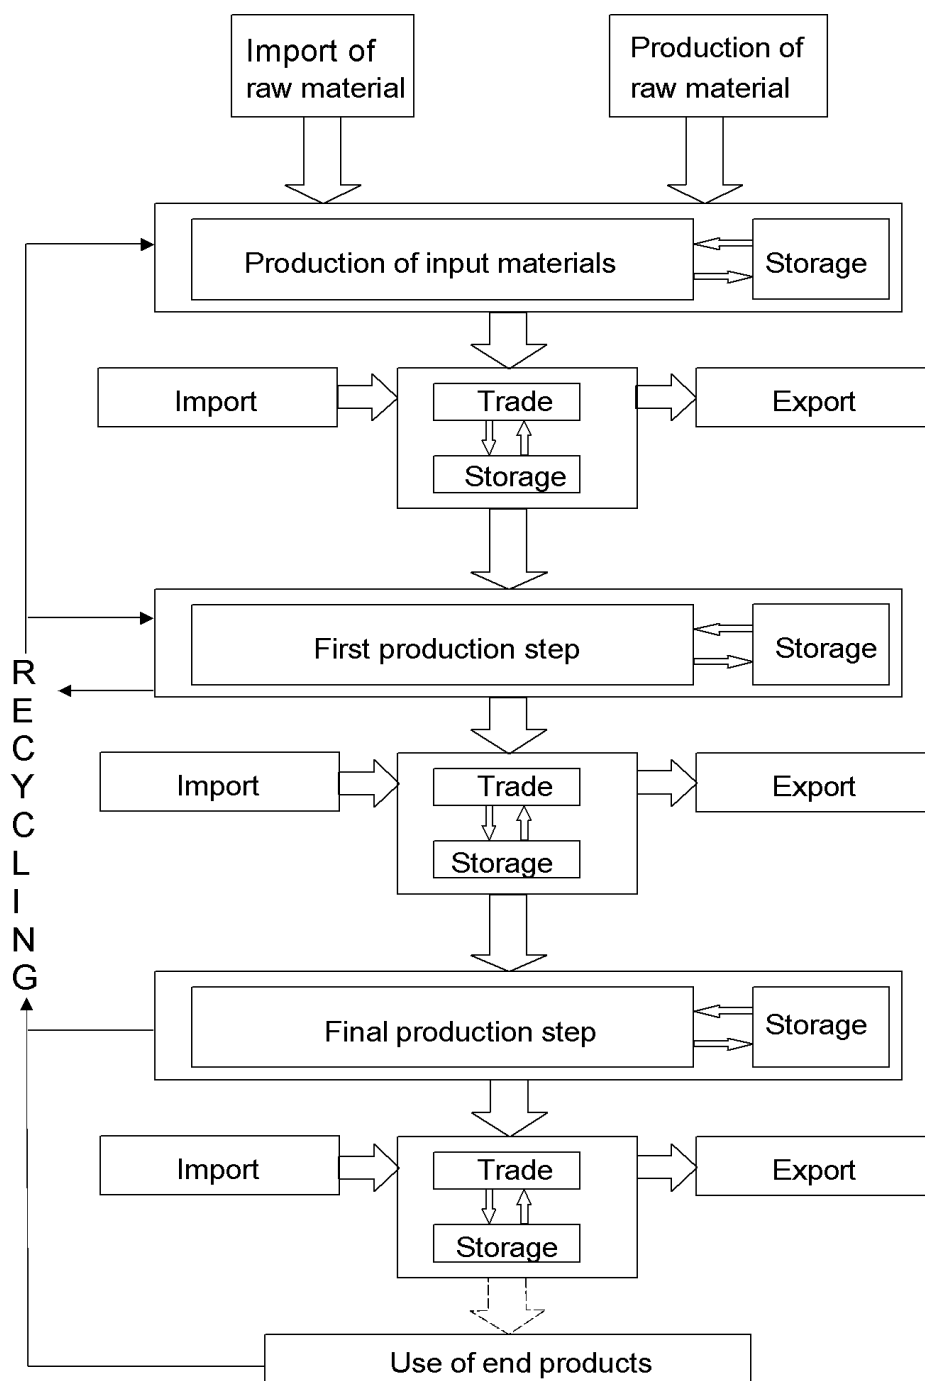 Import of
raw material
Production of
raw material
Production of input materials
Storage
Import
Trade
Export
Storage
First production step
Storage
RECYCLING
Import
Trade
Export
Storage
Final production step
Storage
Import
Trade
Export
Storage
Use of end products